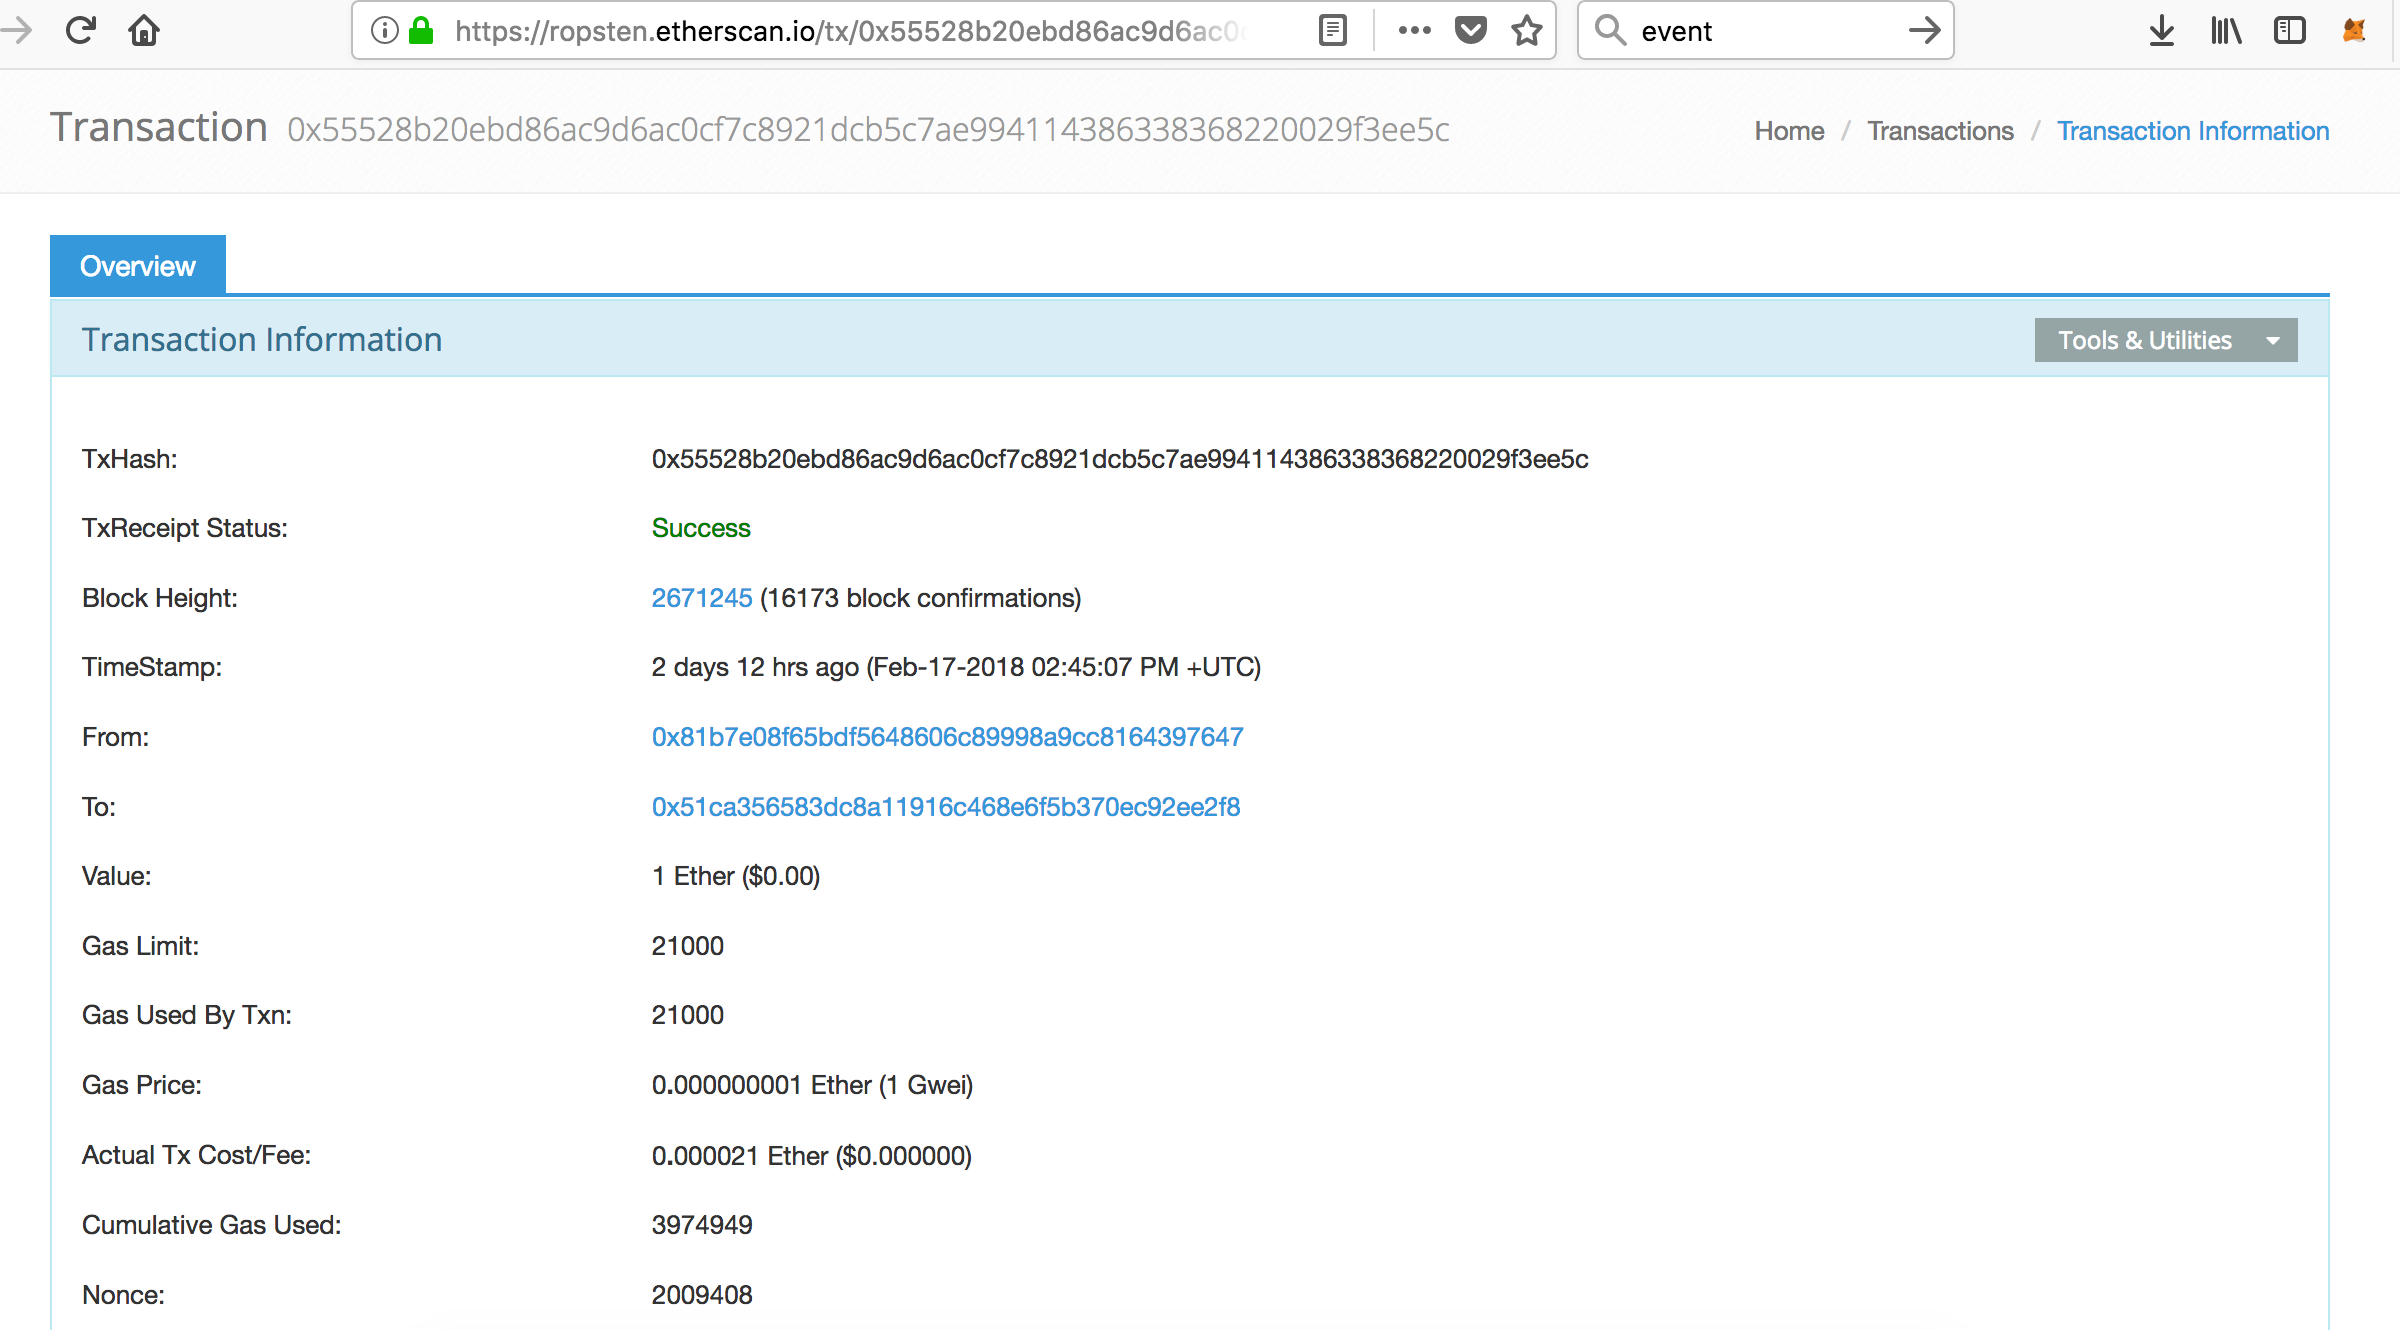 https://ropsten.etherscan.io/tx/0x55528b20ebd86ac9d6ac0 event
Transaction 0x55528b20ebd86ac9d6ac0cf7c8921dcb5c7ae994114386338368220029f3ee5c Home / Transactions / Transaction Information
Overview
Transaction Information Tools & Utilities
TxHash: 0x55528b20ebd86ac9d6ac0cf7c8921dcb5c7ae994114386338368220029f3ee5c
TxReceipt Status: Success
Block Height: 2671245 (16173 block confirmations)
TimeStamp: 2 days 12 hrs ago (Feb-17-2018 02:45:07 PM +UTC)
From: 0x81b7e08f65bdf5648606c89998a9cc8164397647
To: 0x51ca356583dc8a11916c468e6f5b370ec92ee2f8
Value: 1 Ether ($0.00)
Gas Limit: 21000
Gas Used By Txn: 21000
Gas Price: 0.000000001 Ether (1 Gwei)
Actual Tx Cost/Fee: 0.000021 Ether ($0.000000)
Cumulative Gas Used: 3974949
Nonce: 2009408